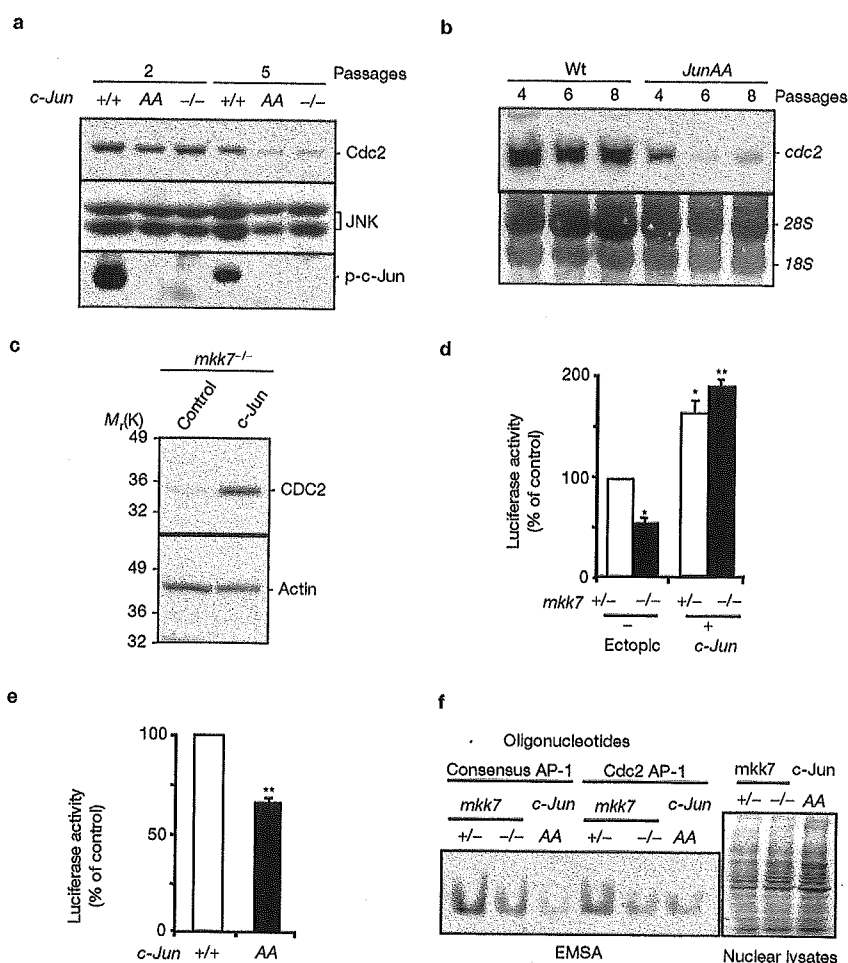 a
2 5 Passages
c-Jun +/+ AA −/− +/+ AA −/−
Cdc2
JNK
p-c-Jun
b
Wt JunAA
4 6 8 4 6 8 Passages
cdc2
28S
18S
c
mkk7−/−
Control c-Jun
Mr(K)
49
36
32
CDC2
49
36
32
Actin
d
Luciferase activity
(% of control)
200
100
0
* * **
mkk7 +/− −/− +/− −/−
− +
Ectopic c-Jun
e
Luciferase activity
(% of control)
100
50
0
**
c-Jun +/+ AA
f
Oligonucleotides
Consensus AP-1 Cdc2 AP-1
mkk7 c-Jun mkk7 c-Jun
+/− −/− AA +/− −/− AA
EMSA
mkk7 c-Jun
+/− −/− AA
Nuclear lysates